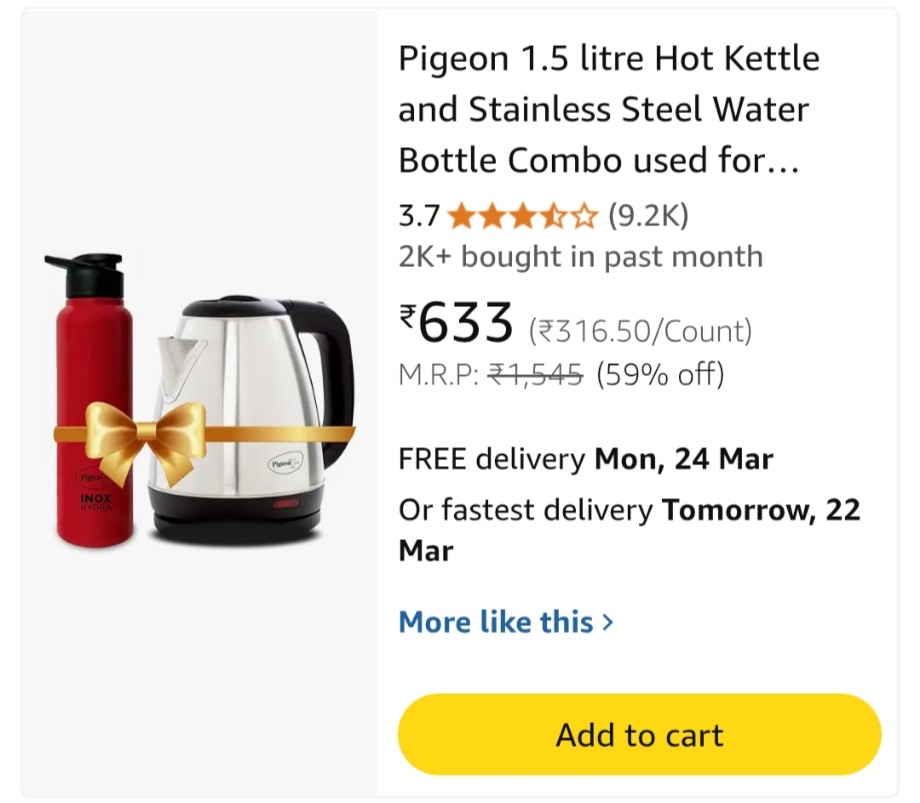 Pigeon 1.5 litre Hot Kettle
and Stainless Steel Water
Bottle Combo used for...
3.7 (9.2K)
2K+ bought in past month
₹633 (₹316.50/Count)
M.R.P: ₹1,545 (59% off)
FREE delivery Mon, 24 Mar
Or fastest delivery Tomorrow, 22
Mar
More like this >
Add to cart
Pigeon
INOX
HYDRA
Pigeon